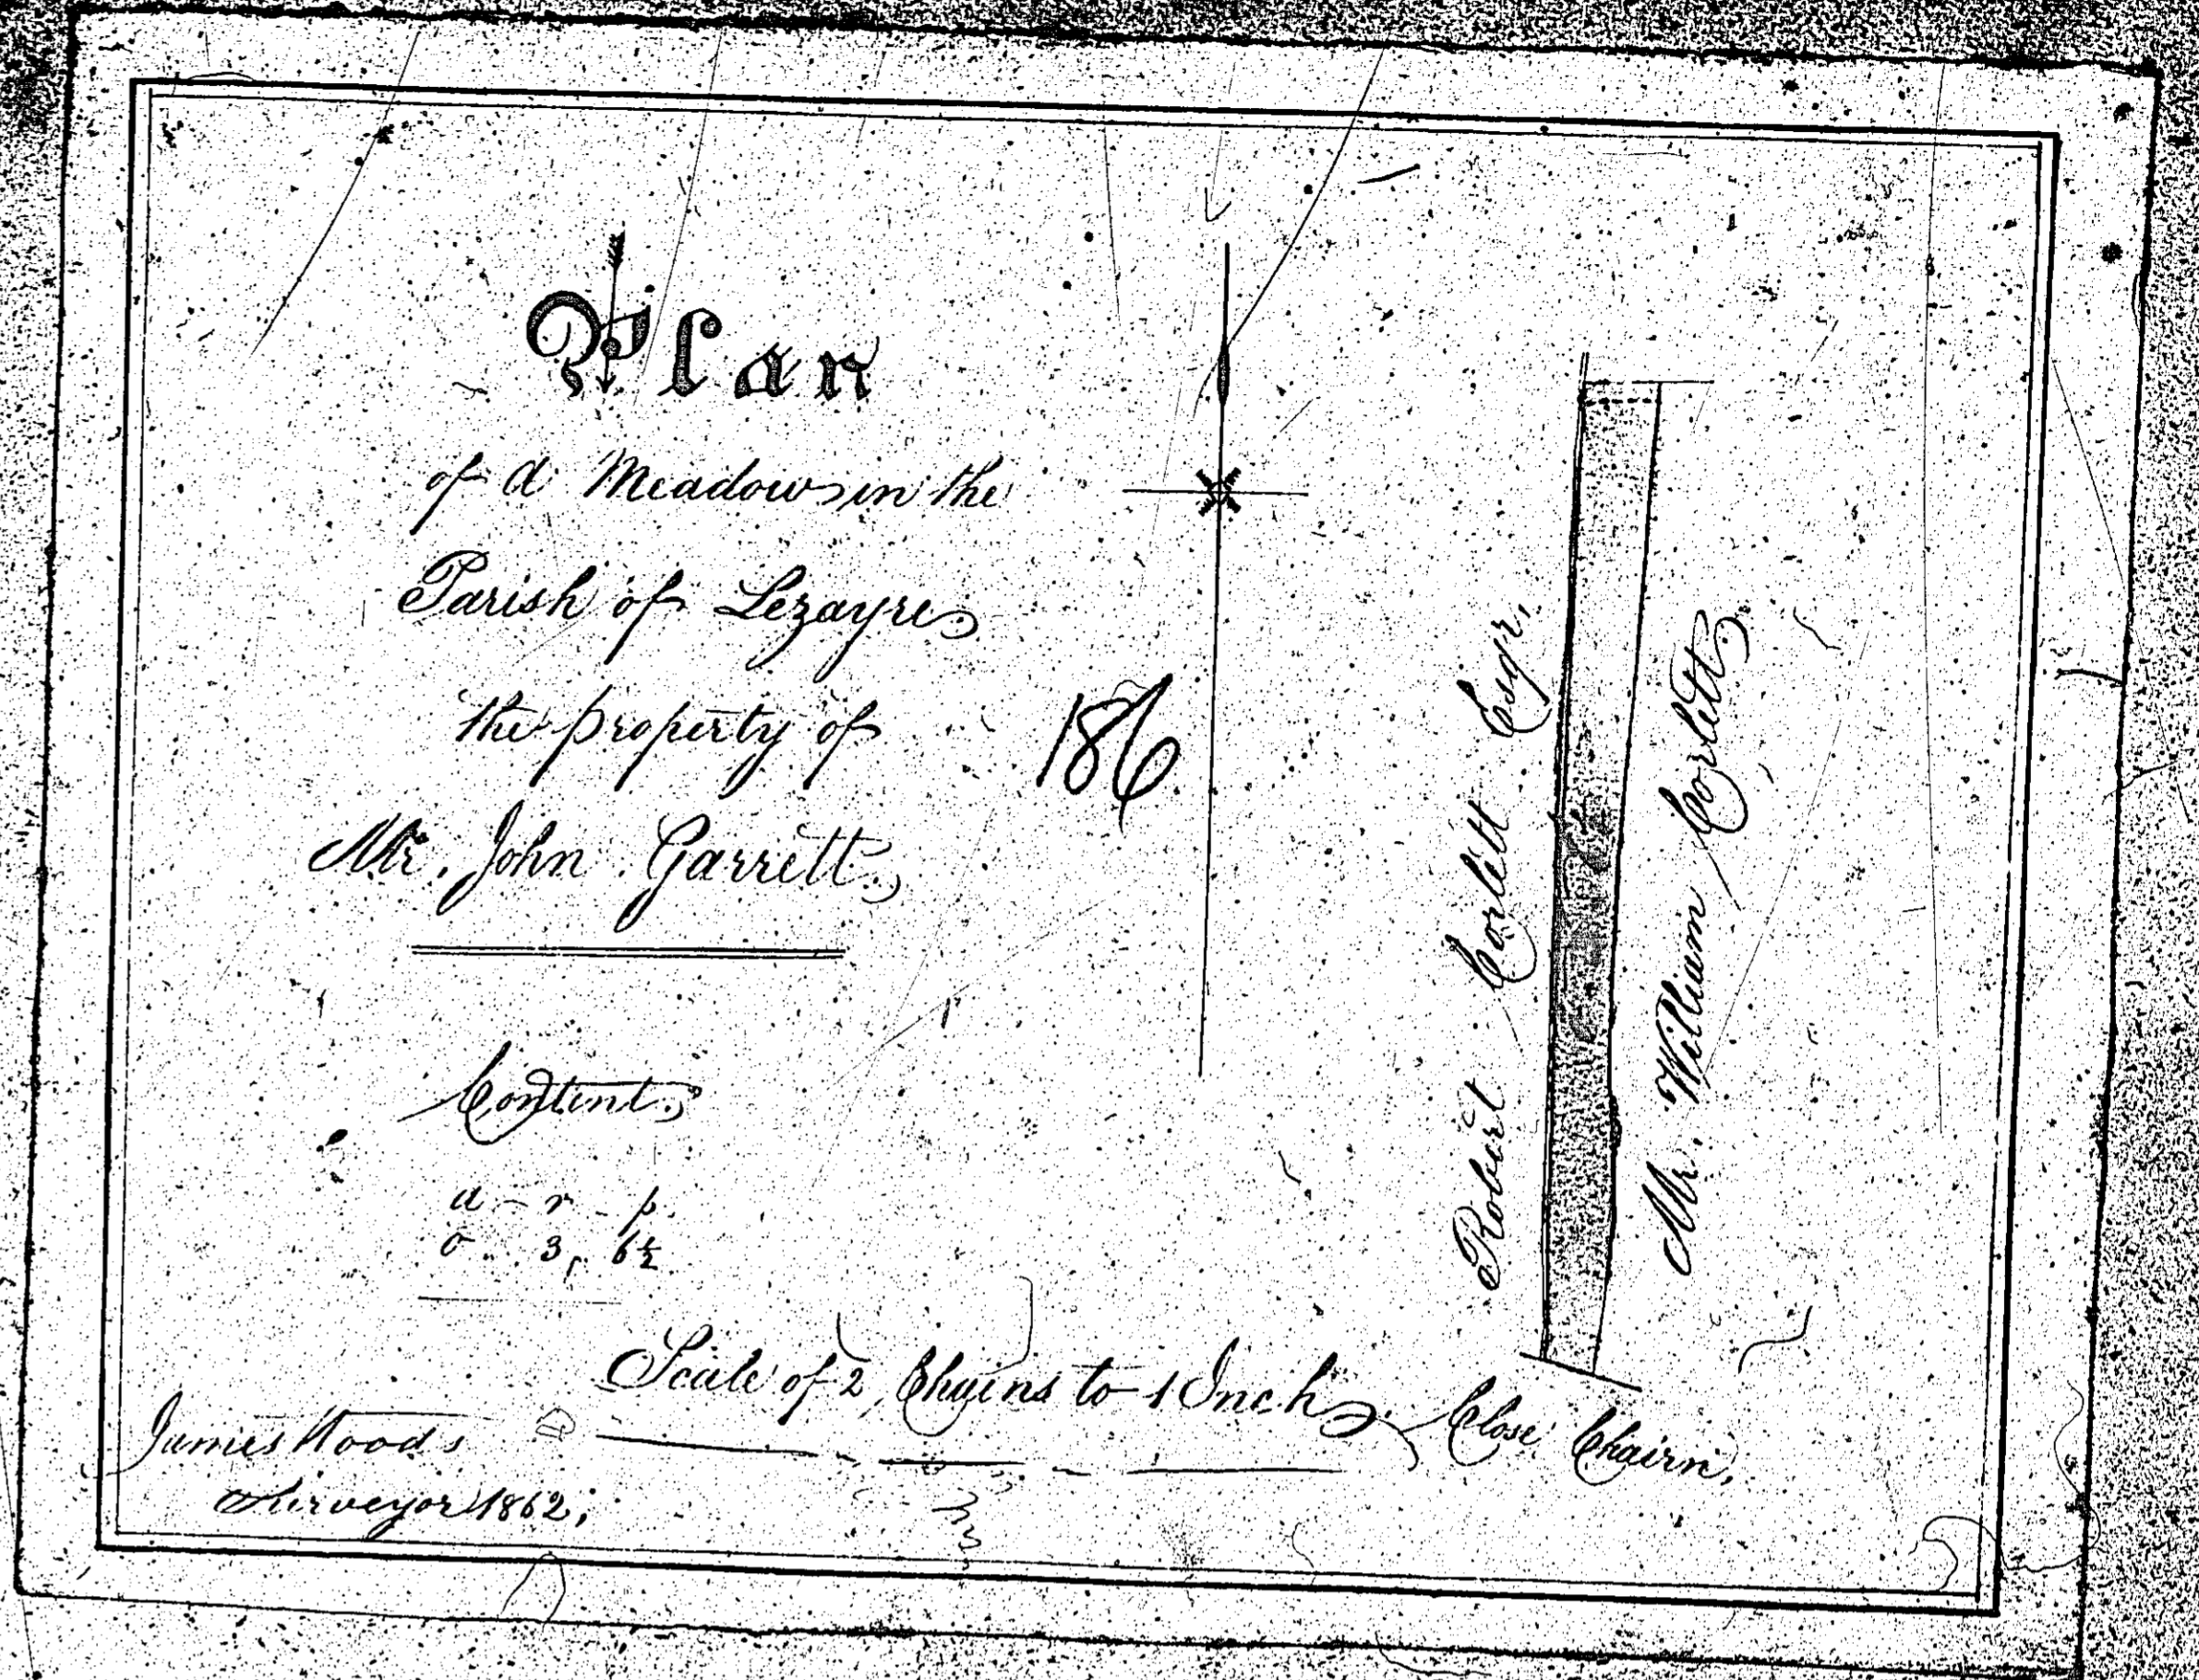 Plan
of a Meadow in the
Parish of Lezayre
the property of
Mr. John Garrett.
186
Content.
a - r - p
0 .. 3, 6½
Scale of 2 Chains to 1 Inch.
James Woods
Surveyor 1862;
Robert Corlett Esqr,
Mr. William Corlett.
Close Chairn,